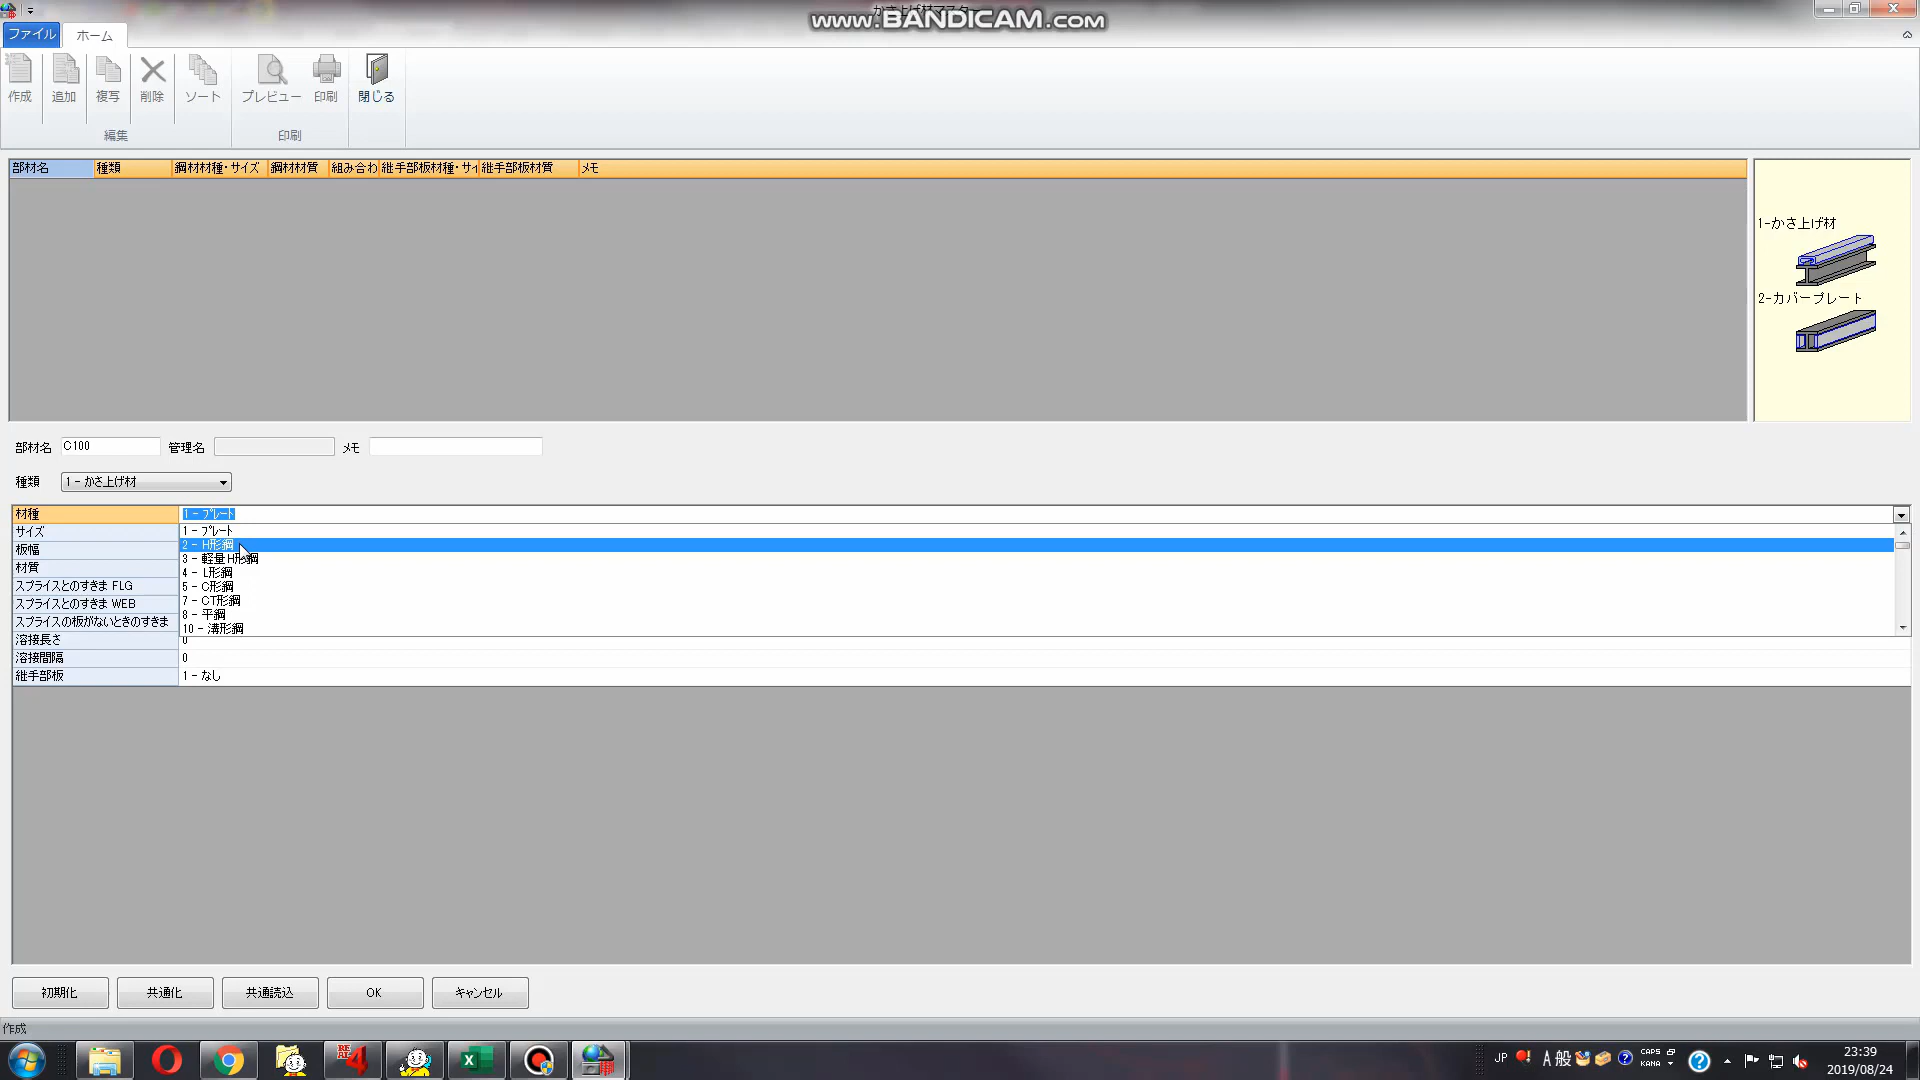 www.BANDICAM.com
ファイル ホーム
作成 追加 複写 削除 ソート プレビュー 印刷 閉じる
編集 印刷
部材名 種類 鋼材材種・サイズ 鋼材材質 組み合わ 継手部板材種・サイ 継手部板材質 メモ
1-かさ上げ材
2-カバープレート
部材名 C100 管理名 メモ
種類 1 - かさ上げ材
材種 1 - プレート
サイズ 1 - プレート
板幅 2 - H形鋼
材質 3 - 軽量H形鋼
4 - L形鋼
スプライスとのすきま FLG 5 - C形鋼
スプライスとのすきま WEB 7 - CT形鋼
スプライスの板がないときのすきま 8 - 平鋼
10 - 溝形鋼
溶接長さ 0
溶接間隔 0
継手部板 1 - なし
初期化 共通化 共通読込 OK キャンセル
作成
JP A 般 CAPS KANA
23:39
2019/08/24